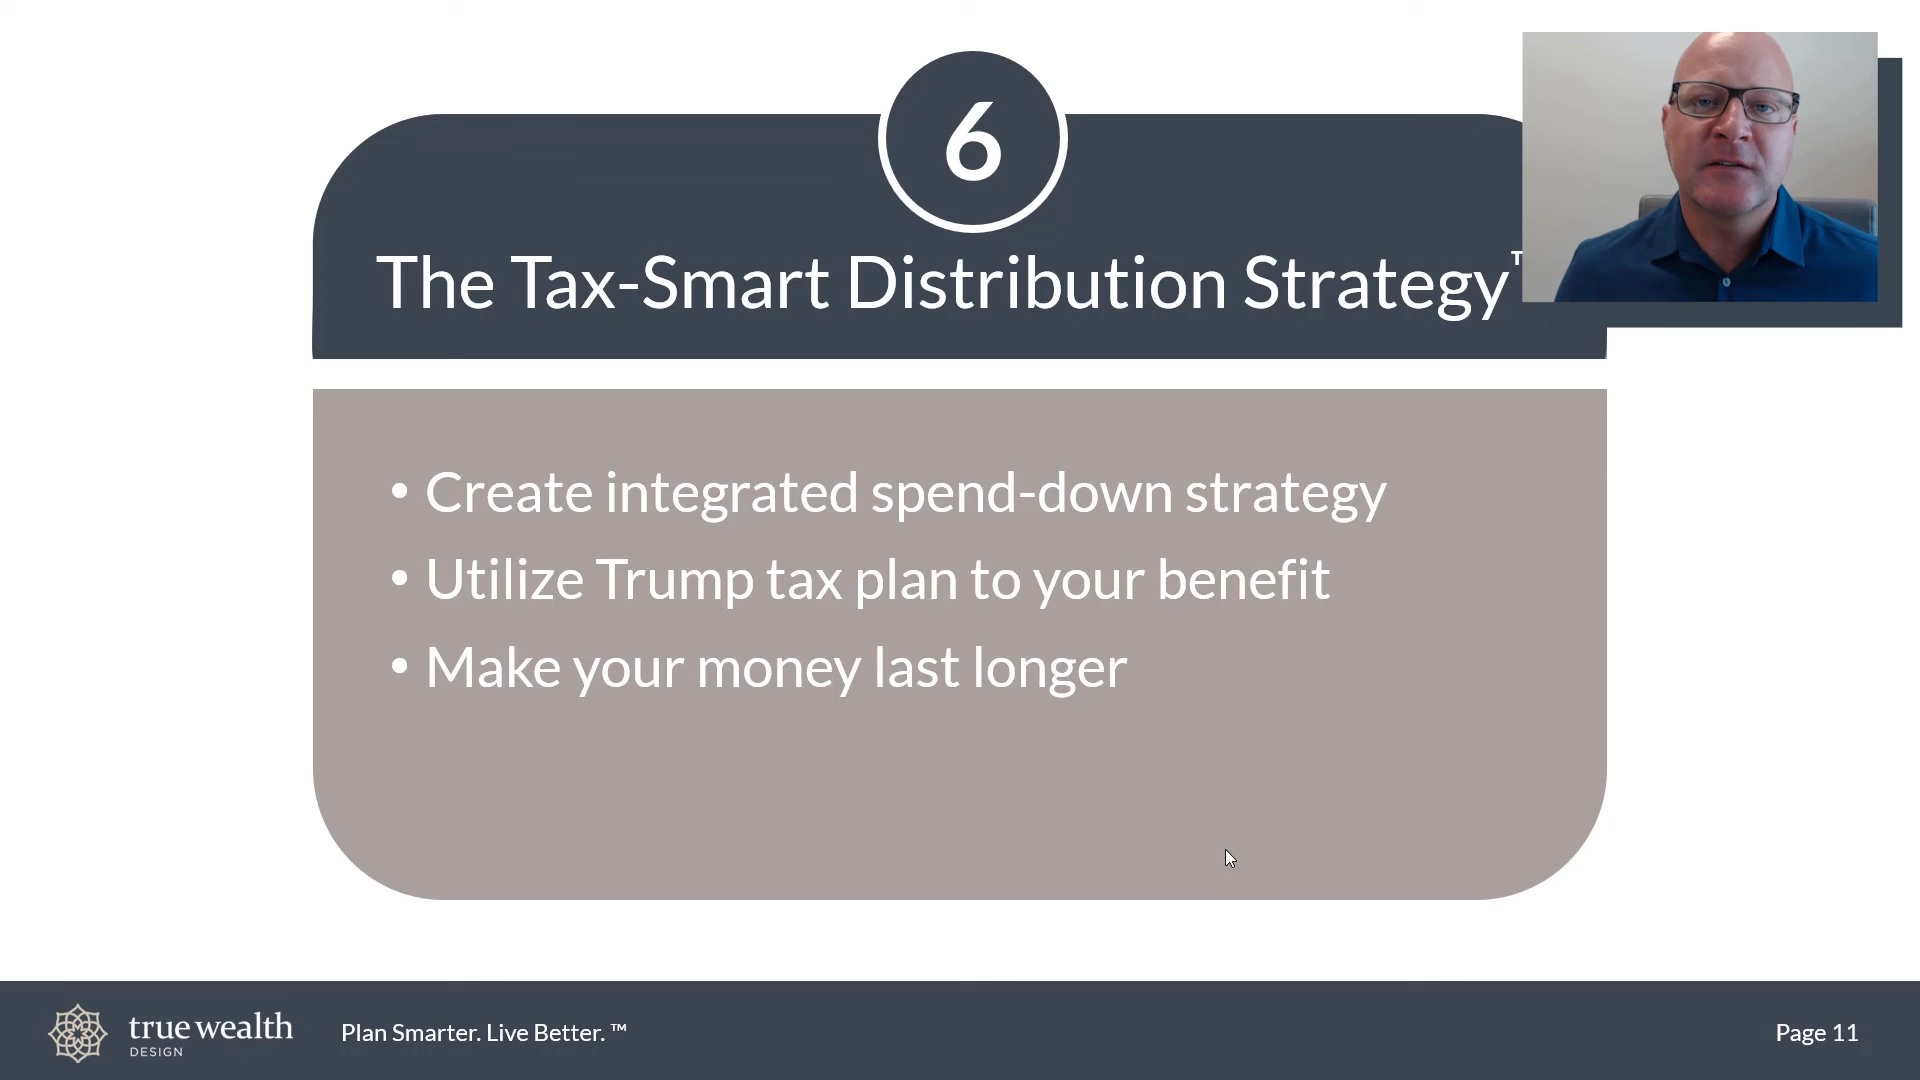 6
The Tax-Smart Distribution Strategy
• Create integrated spend-down strategy
• Utilize Trump tax plan to your benefit
• Make your money last longer
true wealth
DESIGN
Plan Smarter. Live Better. ™
Page 11